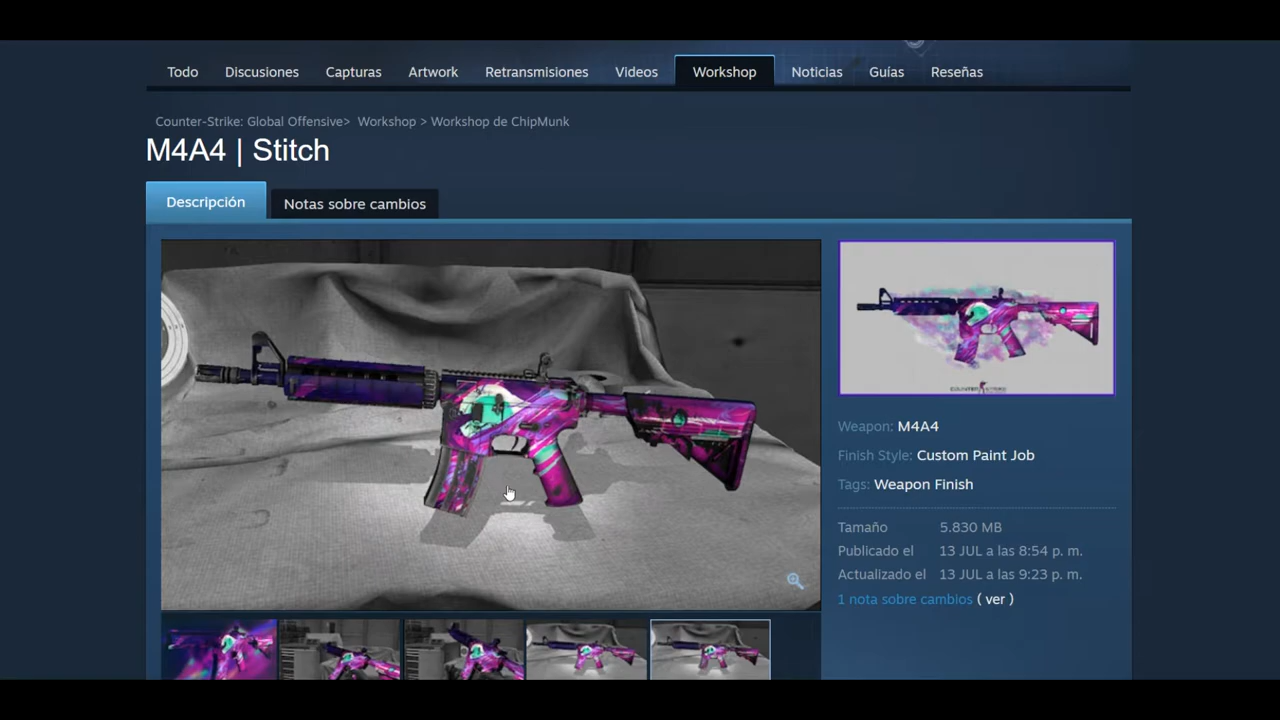 Todo Discusiones Capturas Artwork Retransmisiones Videos Workshop Noticias Guías Reseñas
Counter-Strike: Global Offensive> Workshop > Workshop de ChipMunk
M4A4 | Stitch
Descripción Notas sobre cambios
COUNTER STRIKE
Weapon: M4A4
Finish Style: Custom Paint Job
Tags: Weapon Finish
Tamaño 5.830 MB
Publicado el 13 JUL a las 8:54 p. m.
Actualizado el 13 JUL a las 9:23 p. m.
1 nota sobre cambios ( ver )